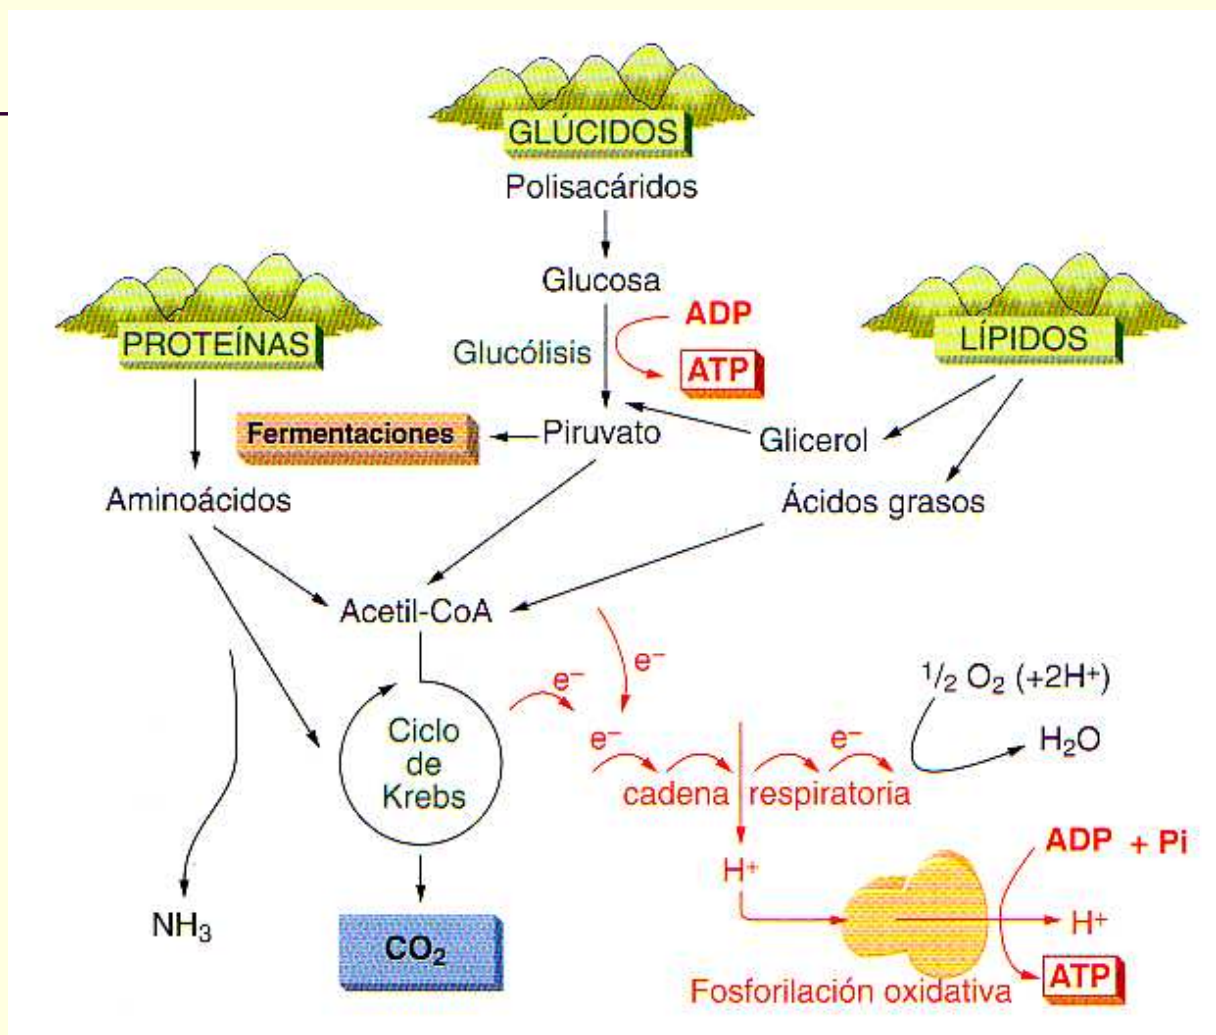 GLÚCIDOS
Polisacáridos
Glucosa
PROTEÍNAS
Glucólisis
ADP
ATP
LÍPIDOS
Fermentaciones
Piruvato
Glicerol
Aminoácidos
Ácidos grasos
Acetil-CoA
e⁻
e⁻
1/2 O₂ (+2H⁺)
H₂O
Ciclo
de
Krebs
e⁻
e⁻
cadena respiratoria
H⁺
ADP + Pi
NH₃
CO₂
H⁺
ATP
Fosforilación oxidativa